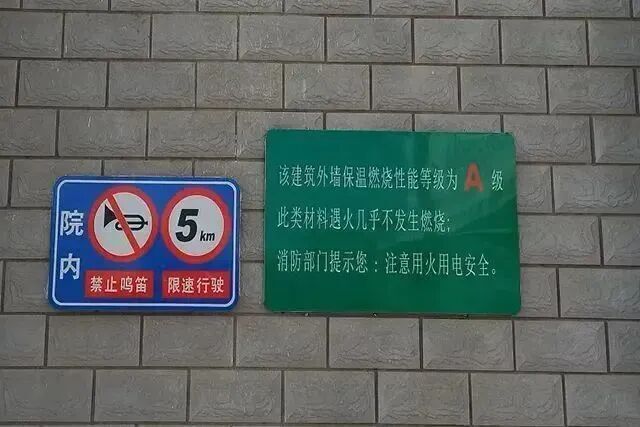 院内
5
km
禁止鸣笛
限速行驶
该建筑外墙保温燃烧性能等级为 A 级
此类材料遇火几乎不发生燃烧;
消防部门提示您：注意用火用电安全。